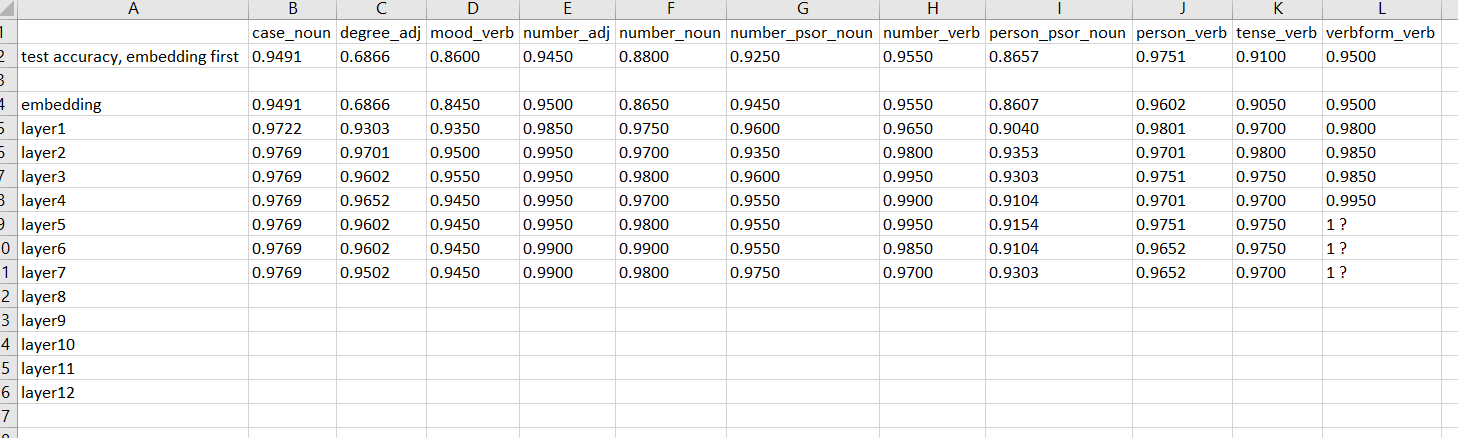 A B C D E F G H I J K L
1 case_noun degree_adj mood_verb number_adj number_noun number_psor_noun number_verb person_psor_noun person_verb tense_verb verbform_verb
2 test accuracy, embedding first 0.9491 0.6866 0.8600 0.9450 0.8800 0.9250 0.9550 0.8657 0.9751 0.9100 0.9500
3
4 embedding 0.9491 0.6866 0.8450 0.9500 0.8650 0.9450 0.9550 0.8607 0.9602 0.9050 0.9500
5 layer1 0.9722 0.9303 0.9350 0.9850 0.9750 0.9600 0.9650 0.9040 0.9801 0.9700 0.9800
6 layer2 0.9769 0.9701 0.9500 0.9950 0.9700 0.9350 0.9800 0.9353 0.9701 0.9800 0.9850
7 layer3 0.9769 0.9602 0.9550 0.9950 0.9800 0.9600 0.9950 0.9303 0.9751 0.9750 0.9850
8 layer4 0.9769 0.9652 0.9450 0.9950 0.9700 0.9550 0.9900 0.9104 0.9701 0.9700 0.9950
9 layer5 0.9769 0.9602 0.9450 0.9950 0.9800 0.9550 0.9950 0.9154 0.9751 0.9750 1 ?
0 layer6 0.9769 0.9602 0.9450 0.9900 0.9900 0.9550 0.9850 0.9104 0.9652 0.9750 1 ?
1 layer7 0.9769 0.9502 0.9450 0.9900 0.9800 0.9750 0.9700 0.9303 0.9652 0.9700 1 ?
2 layer8
3 layer9
4 layer10
5 layer11
6 layer12
7